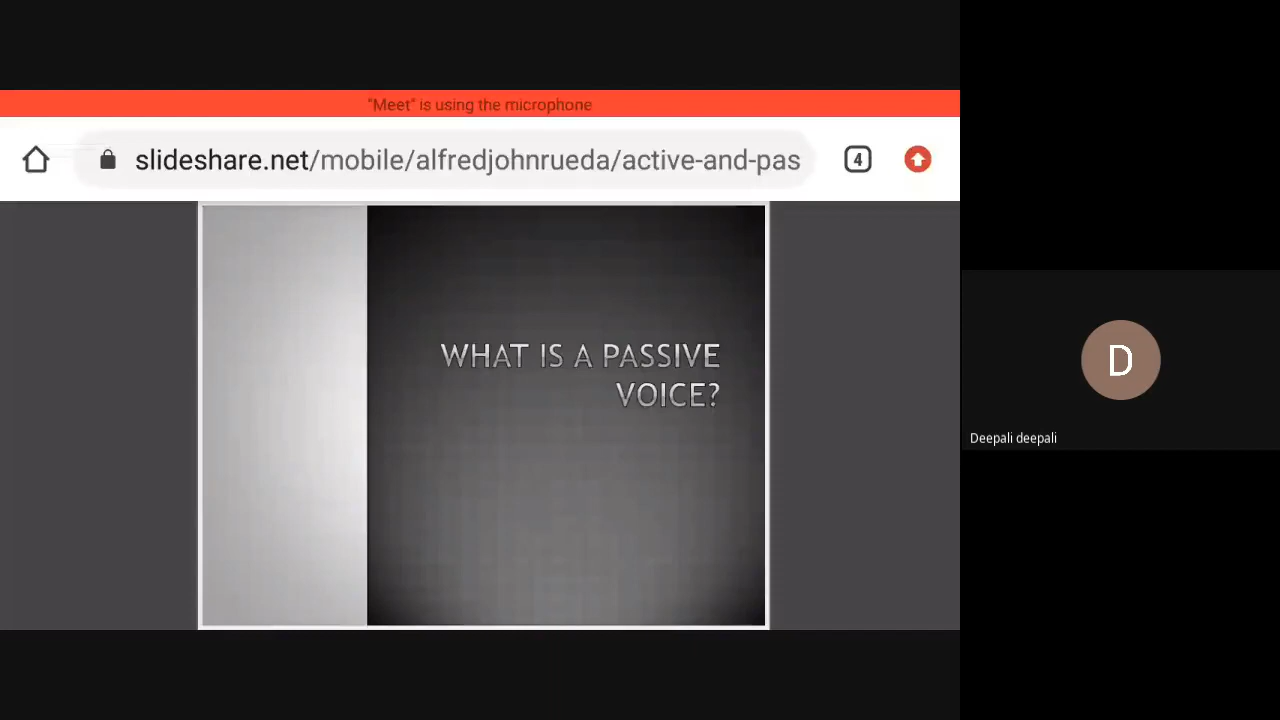 "Meet" is using the microphone
slideshare.net/mobile/alfredjohnrueda/active-and-pas
4
WHAT IS A PASSIVE
VOICE?
D
Deepali deepali